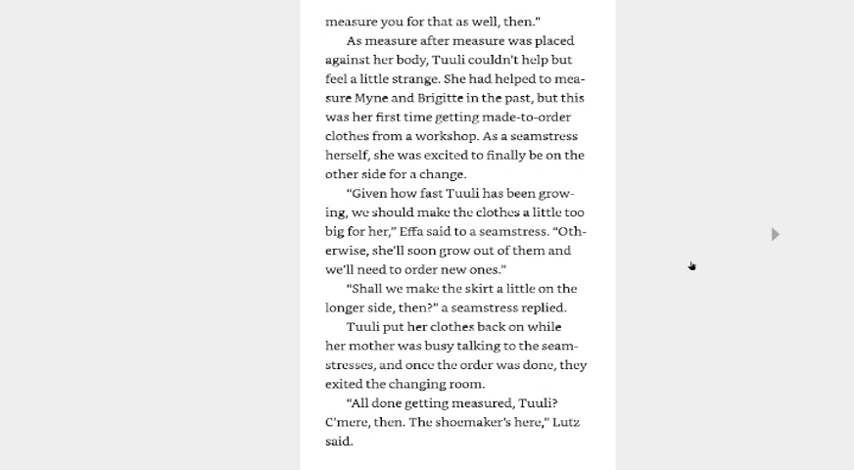 measure you for that as well, then.”
As measure after measure was placed
against her body, Tuuli couldn’t help but
feel a little strange. She had helped to mea-
sure Myne and Brigitte in the past, but this
was her first time getting made-to-order
clothes from a workshop. As a seamstress
herself, she was excited to finally be on the
other side for a change.
“Given how fast Tuuli has been grow-
ing, we should make the clothes a little too
big for her,” Effa said to a seamstress. “Oth-
erwise, she’ll soon grow out of them and
we’ll need to order new ones.”
“Shall we make the skirt a little on the
longer side, then?” a seamstress replied.
Tuuli put her clothes back on while
her mother was busy talking to the seam-
stresses, and once the order was done, they
exited the changing room.
“All done getting measured, Tuuli?
C’mere, then. The shoemaker’s here,” Lutz
said.